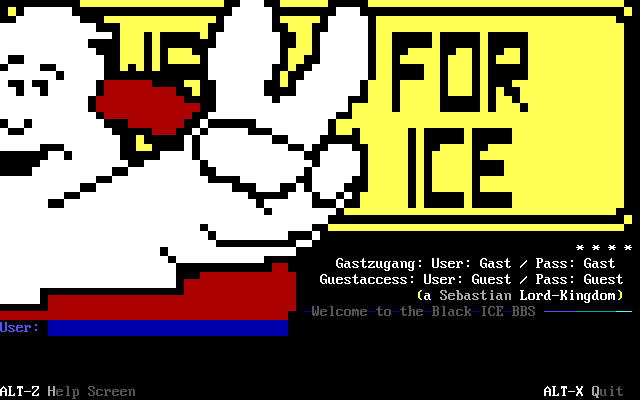 IC FOR
ICE
* * * *
Gastzugang: User: Gast / Pass: Gast
Guestaccess: User: Guest / Pass: Guest
(a Sebastian Lord-Kingdom)
Welcome to the Black ICE BBS
User:
ALT-Z Help Screen ALT-X Quit